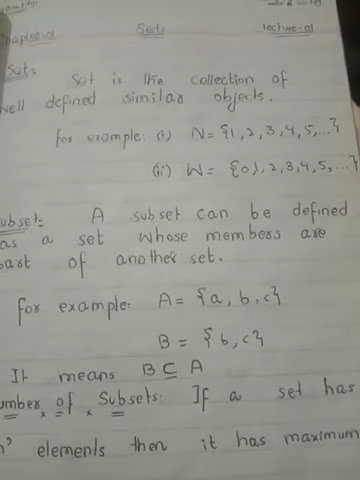 Sets
Lecture-01
Set:
Set is the collection of
well defined similar objects.
for example: (i) N = {1, 2, 3, 4, 5, ...}
(ii) W = {0, 1, 2, 3, 4, 5, ...}
Subset: A subset can be defined
as a set whose members are
part of another set.
for example: A = {a, b, c}
B = {b, c}
It means B ⊆ A
Number of Subsets: If a set has
'n' elements then it has maximum